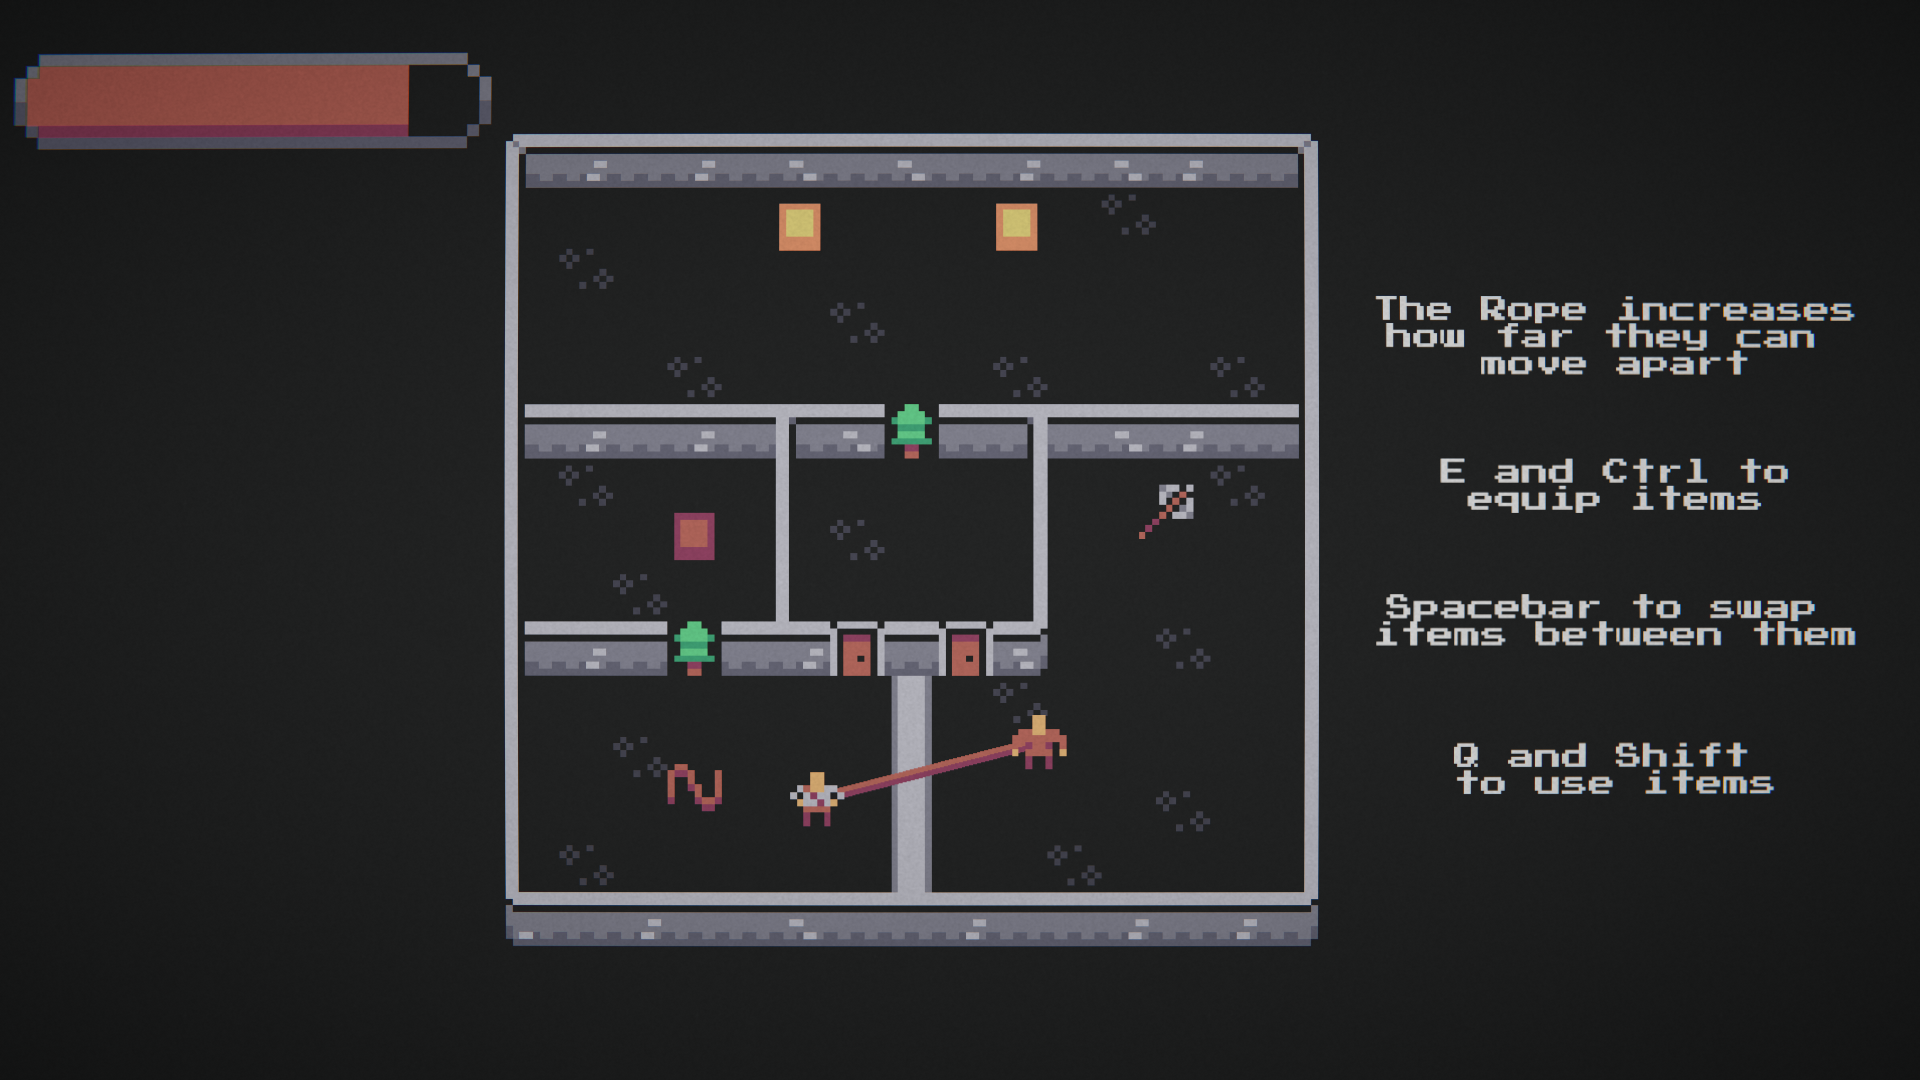 The Rope increases
how far they can
move apart
E and Ctrl to
equip items
Spacebar to swap
items between them
Q and Shift
to use items